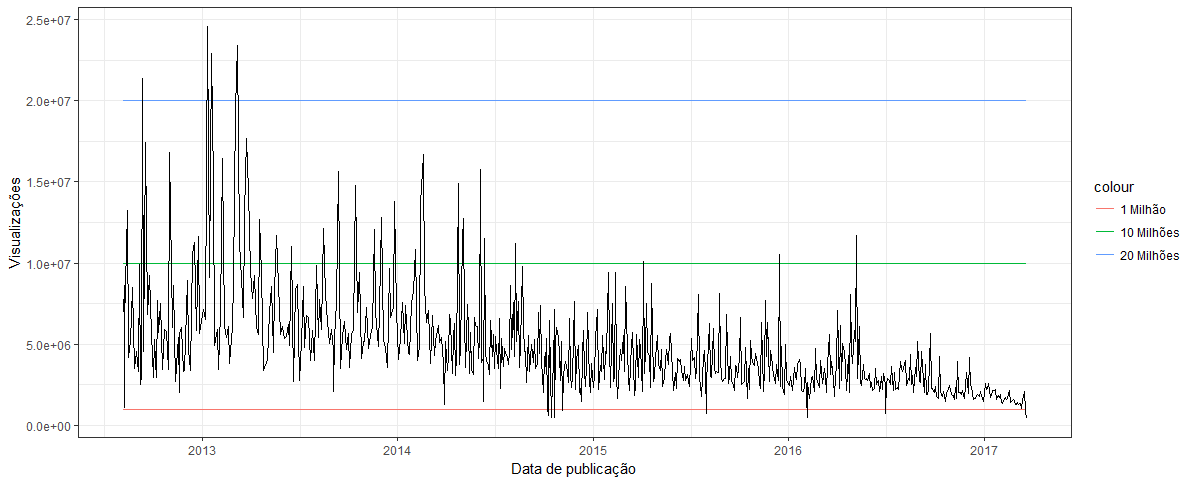 2.5e+07
2.0e+07
1.5e+07
1.0e+07
5.0e+06
0.0e+00
Visualizações
2013 2014 2015 2016 2017
Data de publicação
colour
1 Milhão
10 Milhões
20 Milhões